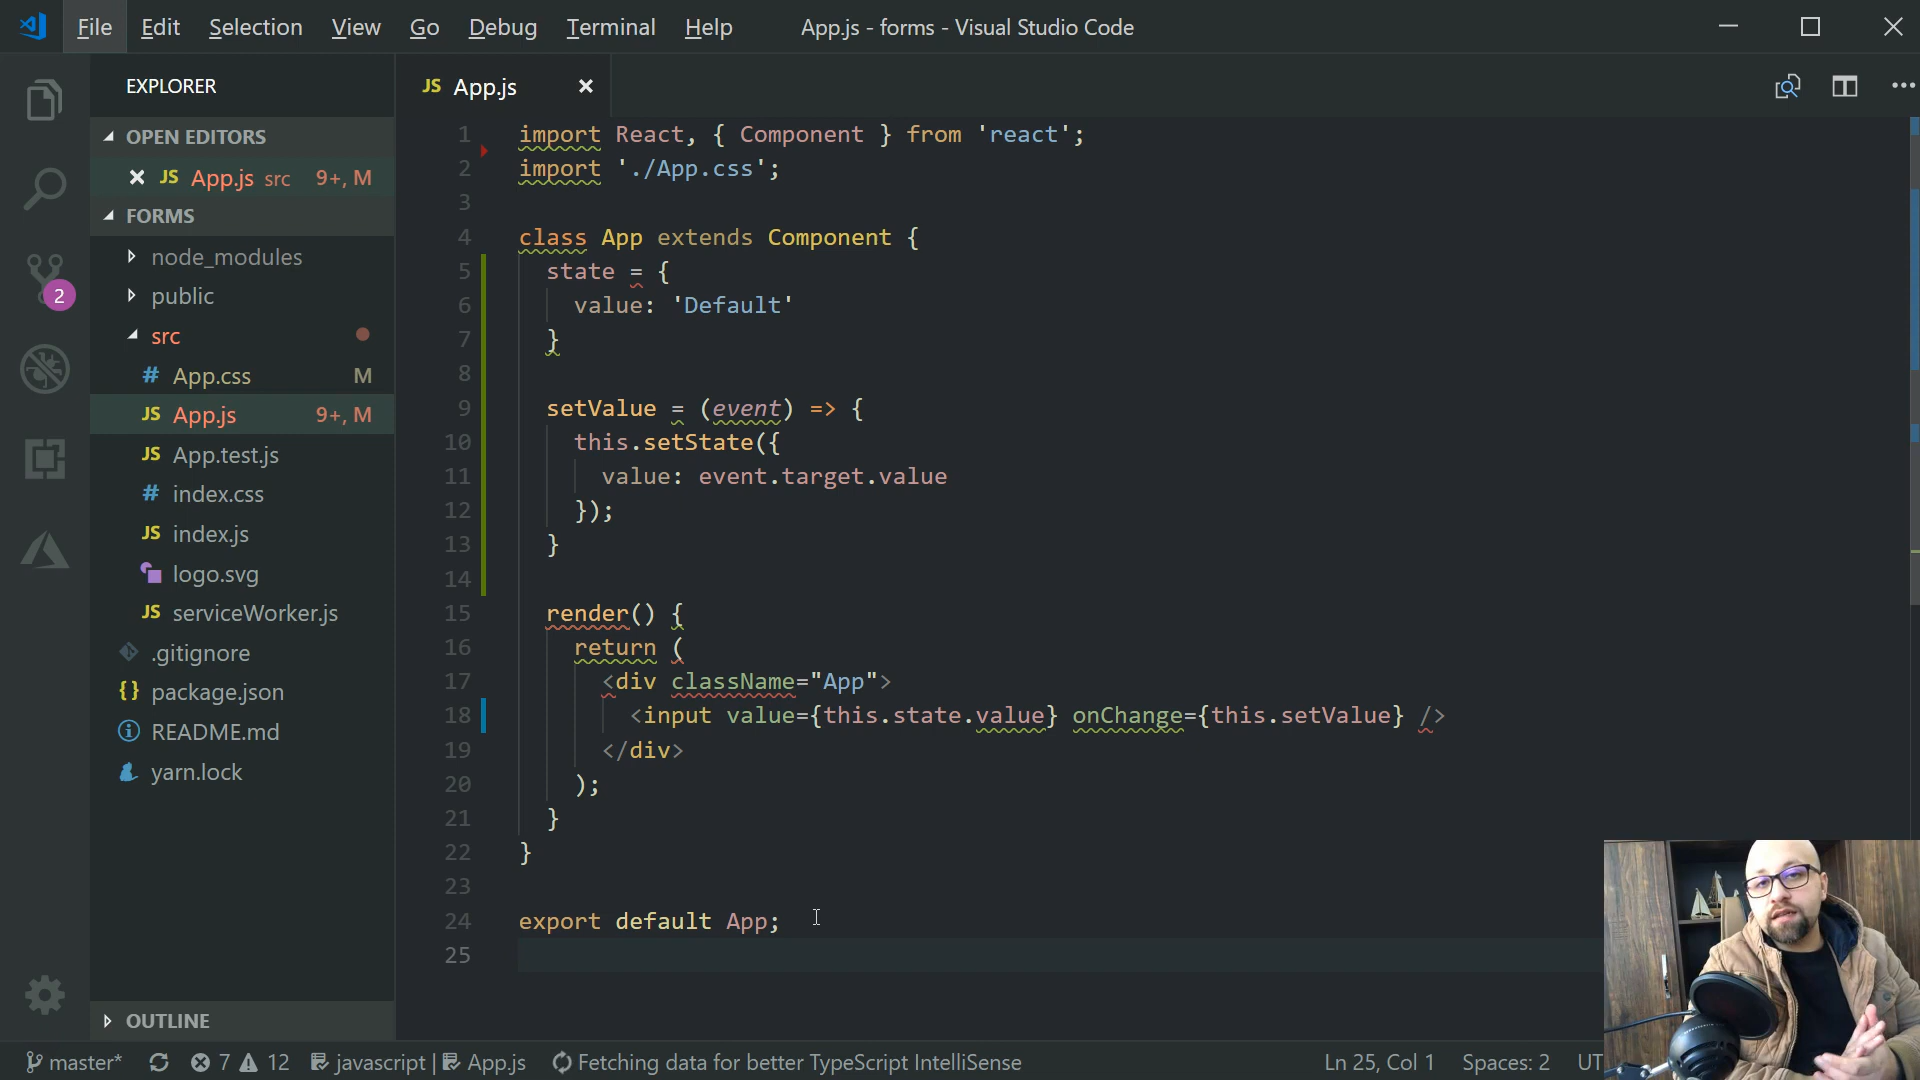 File Edit Selection View Go Debug Terminal Help App.js - forms - Visual Studio Code
EXPLORER
OPEN EDITORS
JS App.js src 9+, M
FORMS
node_modules
public
src
# App.css M
JS App.js 9+, M
JS App.test.js
# index.css
JS index.js
logo.svg
JS serviceWorker.js
.gitignore
{} package.json
README.md
yarn.lock
OUTLINE
2
JS App.js
1 import React, { Component } from 'react';
2 import './App.css';
3
4 class App extends Component {
5 state = {
6 value: 'Default'
7 }
8
9 setValue = (event) => {
10 this.setState({
11 value: event.target.value
12 });
13 }
14
15 render() {
16 return (
17 <div className="App">
18 <input value={this.state.value} onChange={this.setValue} />
19 </div>
20 );
21 }
22 }
23
24 export default App;
25
master* 7 12 javascript | App.js Fetching data for better TypeScript IntelliSense Ln 25, Col 1 Spaces: 2 UT